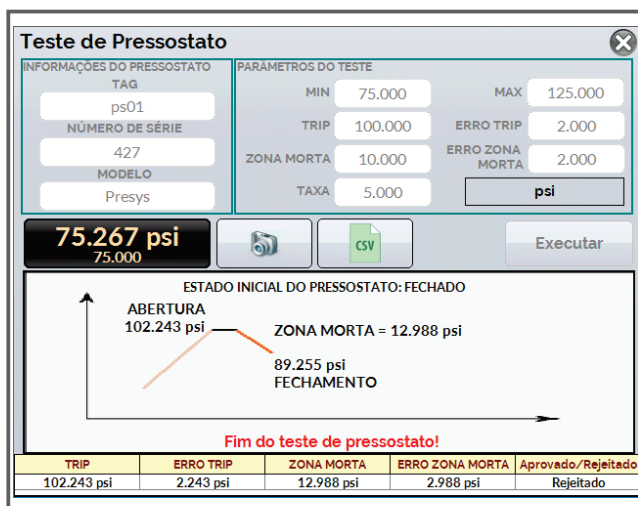 Teste de Pressostato
INFORMAÇÕES DO PRESSOSTATO
TAG
ps01
NÚMERO DE SÉRIE
427
MODELO
Presys
PARÂMETROS DO TESTE
MIN 75.000 MAX 125.000
TRIP 100.000 ERRO TRIP 2.000
ZONA MORTA 10.000 ERRO ZONA MORTA 2.000
TAXA 5.000 psi
75.267 psi
75.000
CSV
Executar
ESTADO INICIAL DO PRESSOSTATO: FECHADO
ABERTURA
102.243 psi
ZONA MORTA = 12.988 psi
89.255 psi
FECHAMENTO
Fim do teste de pressostato!
TRIP ERRO TRIP ZONA MORTA ERRO ZONA MORTA Aprovado/Rejeitado
102.243 psi 2.243 psi 12.988 psi 2.988 psi Rejeitado